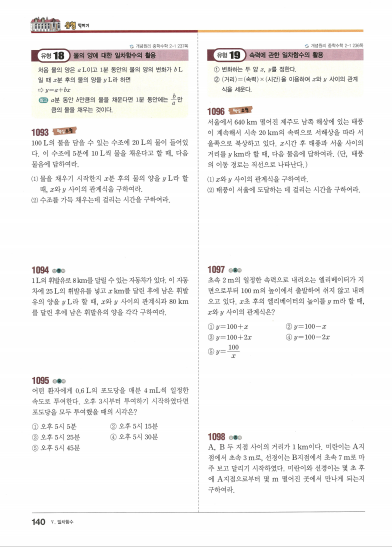 개념원리 중학수학 2-1 237쪽
유형 18 물의 양에 대한 일차함수의 활용
처음 물의 양은 a L이고 1분 동안의 물의 양의 변화가 b L
일 때 x분 후의 물의 양을 y L라 하면
⇨ y=a+bx
a분 동안 b만큼의 물을 채운다면 1분 동안에는 b/a만
큼의 물을 채우는 것이다.
1093
100 L의 물을 담을 수 있는 수조에 20 L의 물이 들어있
다. 이 수조에 5분에 10 L씩 물을 채운다고 할 때, 다음
물음에 답하여라.
⑴ 물을 채우기 시작한지 x분 후의 물의 양을 y L라 할
때, x와 y 사이의 관계식을 구하여라.
⑵ 수조를 가득 채우는데 걸리는 시간을 구하여라.
1094
1 L의 휘발유로 8 km를 달릴 수 있는 자동차가 있다. 이 자동
차에 25 L의 휘발유를 넣고 x km를 달린 후에 남은 휘발
유의 양을 y L라 할 때, x와 y 사이의 관계식과 80 km
를 달린 후에 남은 휘발유의 양을 각각 구하여라.
1095
어떤 환자에게 0.6 L의 포도당을 매분 4 mL씩 일정한
속도로 투여한다. 오후 3시부터 투여하기 시작하였다면
포도당을 모두 투여했을 때의 시각은?
① 오후 5시 5분 ② 오후 5시 15분
③ 오후 5시 25분 ④ 오후 5시 30분
⑤ 오후 5시 45분
개념원리 중학수학 2-1 236쪽
유형 19 속력에 관한 일차함수의 활용
① 변화하는 두 양 x, y를 정한다.
② (거리)=(속력)×(시간)을 이용하여 x와 y 사이의 관계
식을 세운다.
1096
서울에서 640 km 떨어진 제주도 남쪽 해상에 있는 태풍
이 계속해서 시속 20 km의 속력으로 서해상을 따라 서
울쪽으로 북상하고 있다. x시간 후 태풍과 서울 사이의
거리를 y km라 할 때, 다음 물음에 답하여라. (단, 태풍
의 이동 경로는 직선으로 나타난다.)
⑴ x와 y 사이의 관계식을 구하여라.
⑵ 태풍이 서울에 도달하는 데 걸리는 시간을 구하여라.
1097
초속 2 m의 일정한 속력으로 내려오는 엘리베이터가 지
면으로부터 100 m의 높이에서 출발하여 쉬지 않고 내려
오고 있다. x초 후의 엘리베이터의 높이를 y m라 할 때,
x와 y 사이의 관계식은?
① y=100+x ② y=100-x
③ y=100+2x ④ y=100-2x
⑤ y=100/x
1098
A, B 두 지점 사이의 거리가 1 km이다. 미란이는 A지
점에서 초속 3 m로, 선경이는 B지점에서 초속 7 m로 마
주 보고 달리기 시작하였다. 미란이와 선경이는 몇 초 후
에 A지점으로부터 몇 m 떨어진 곳에서 만나게 되는지
구하여라.
140 Ⅴ. 일차함수